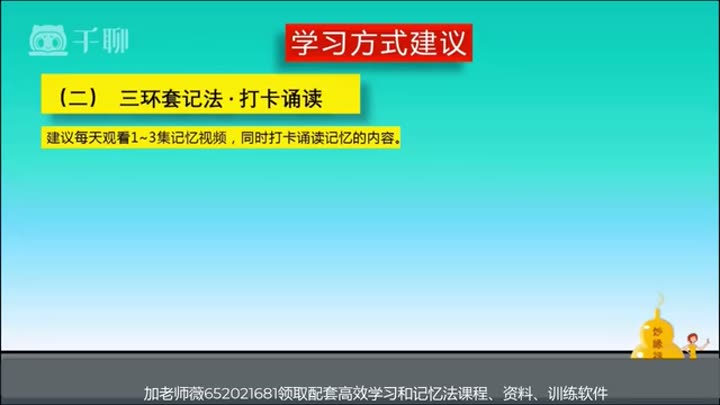 千聊
学习方式建议
（二） 三环套记法·打卡诵读
建议每天观看1~3集记忆视频，同时打卡诵读记忆的内容。
加老师薇652021681领取配套高效学习和记忆法课程、资料、训练软件